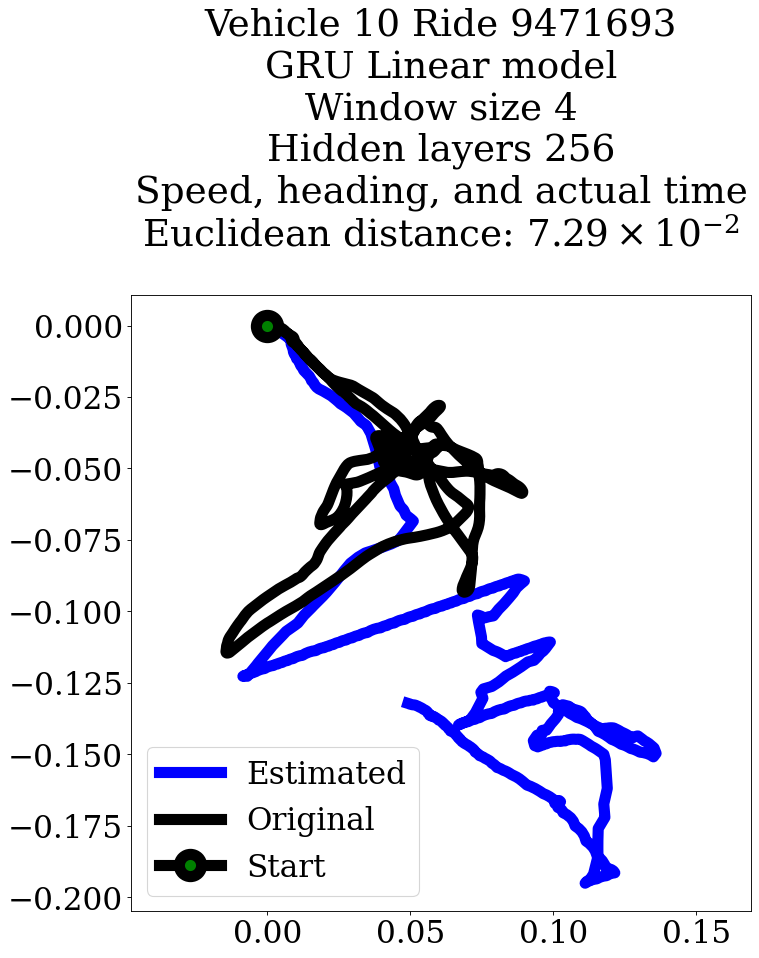 Vehicle 10 Ride 9471693
GRU Linear model
Window size 4
Hidden layers 256
Speed, heading, and actual time
Euclidean distance: 7.29 × 10⁻²
0.000
−0.025
−0.050
−0.075
−0.100
−0.125
−0.150
−0.175
−0.200
Estimated
Original
Start
0.00 0.05 0.10 0.15